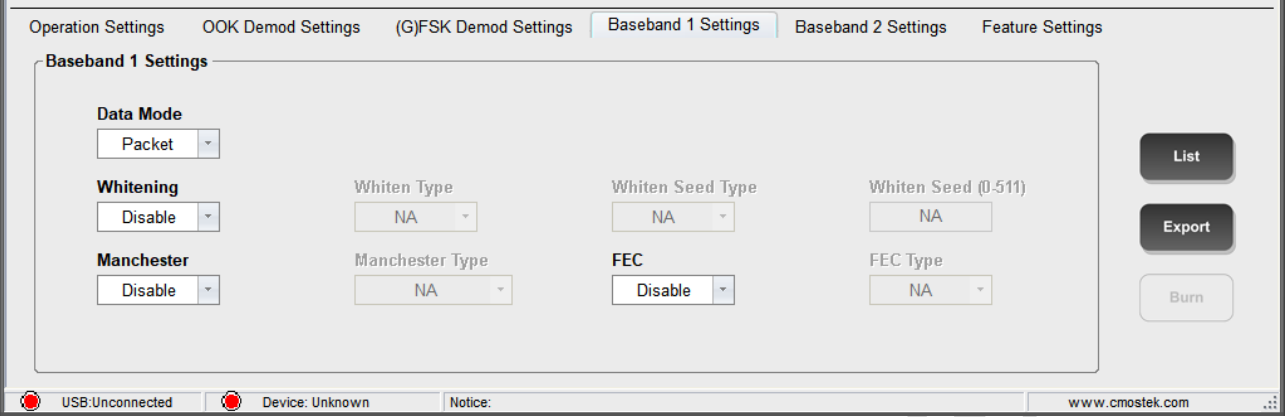 Operation Settings OOK Demod Settings (G)FSK Demod Settings Baseband 1 Settings Baseband 2 Settings Feature Settings
Baseband 1 Settings
Data Mode
Packet
Whitening Whiten Type Whiten Seed Type Whiten Seed (0-511)
Disable NA NA NA
Manchester Manchester Type FEC FEC Type
Disable NA Disable NA
List
Export
Burn
USB:Unconnected Device: Unknown Notice: www.cmostek.com